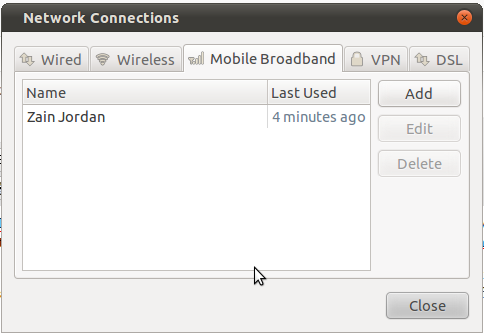 Network Connections
Wired Wireless Mobile Broadband VPN DSL
Name Last Used
Zain Jordan 4 minutes ago
Add
Edit
Delete
Close